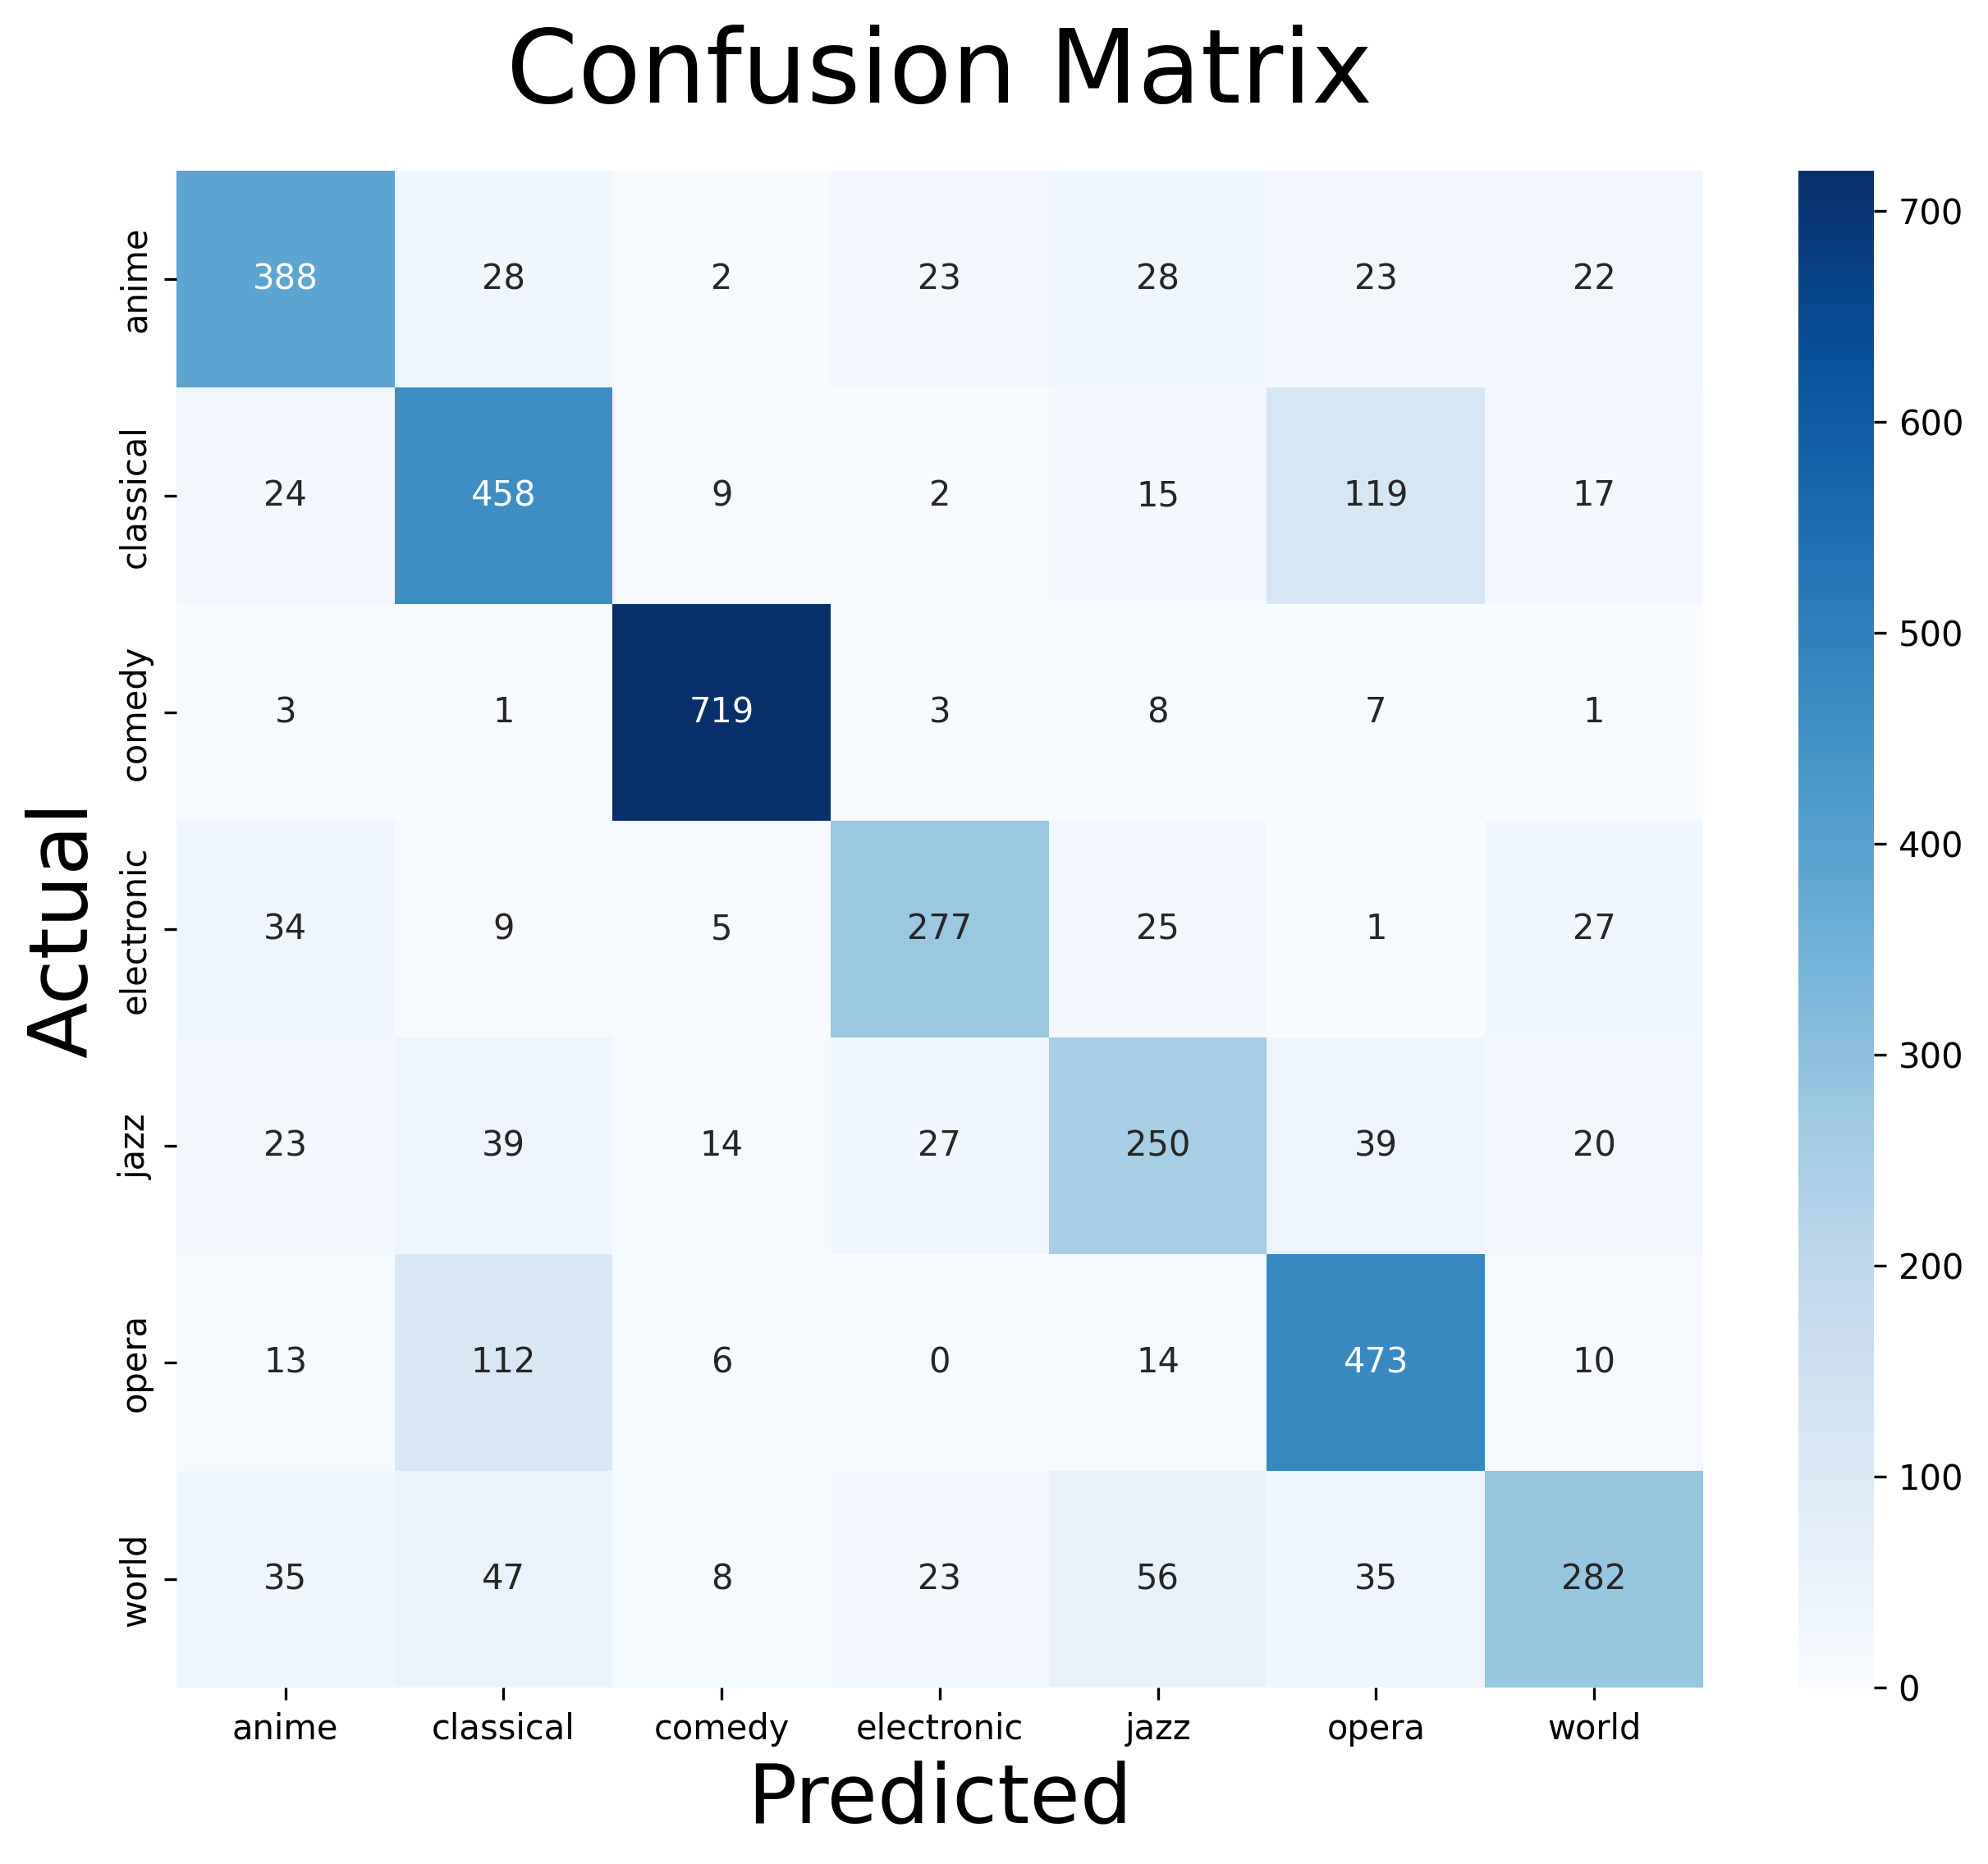 Confusion Matrix
Actual
anime 388 28 2 23 28 23 22
classical 24 458 9 2 15 119 17
comedy 3 1 719 3 8 7 1
electronic 34 9 5 277 25 1 27
jazz 23 39 14 27 250 39 20
opera 13 112 6 0 14 473 10
world 35 47 8 23 56 35 282
anime classical comedy electronic jazz opera world
Predicted
700
600
500
400
300
200
100
0